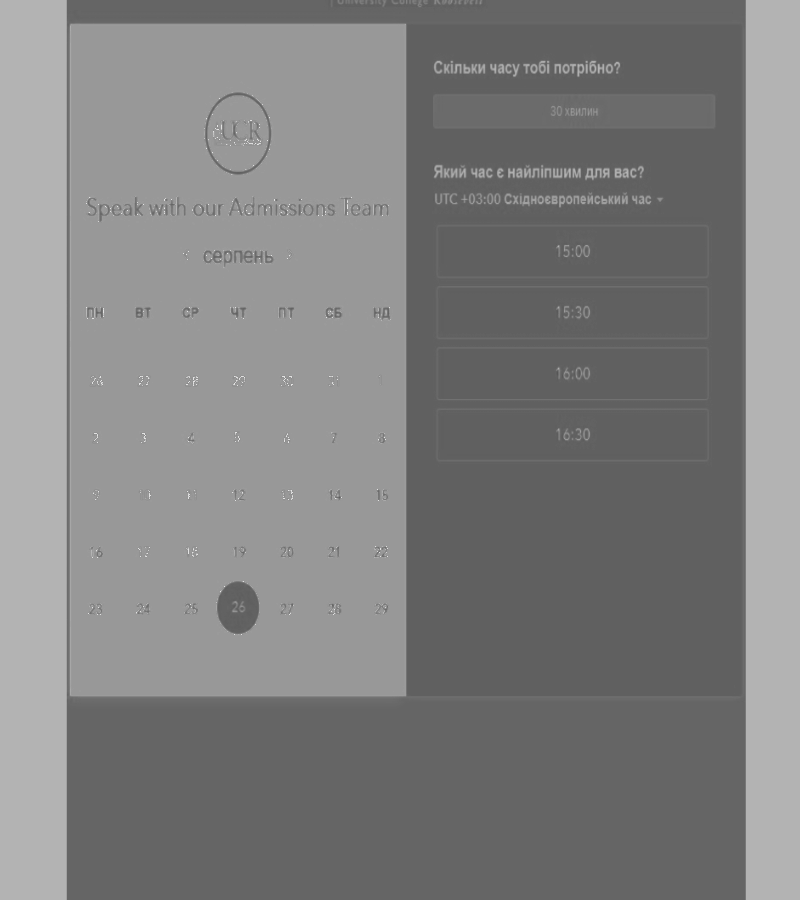 University College Roosevelt
UCR
Speak with our Admissions Team
серпень
ПН ВТ СР ЧТ ПТ СБ НД
26 27 28 29 30 31 1
2 3 4 5 6 7 8
9 10 11 12 13 14 15
16 17 18 19 20 21 22
23 24 25 26 27 28 29
Скільки часу тобі потрібно?
30 хвилин
Який час є найліпшим для вас?
UTC +03:00 Східноєвропейський час
15:00
15:30
16:00
16:30